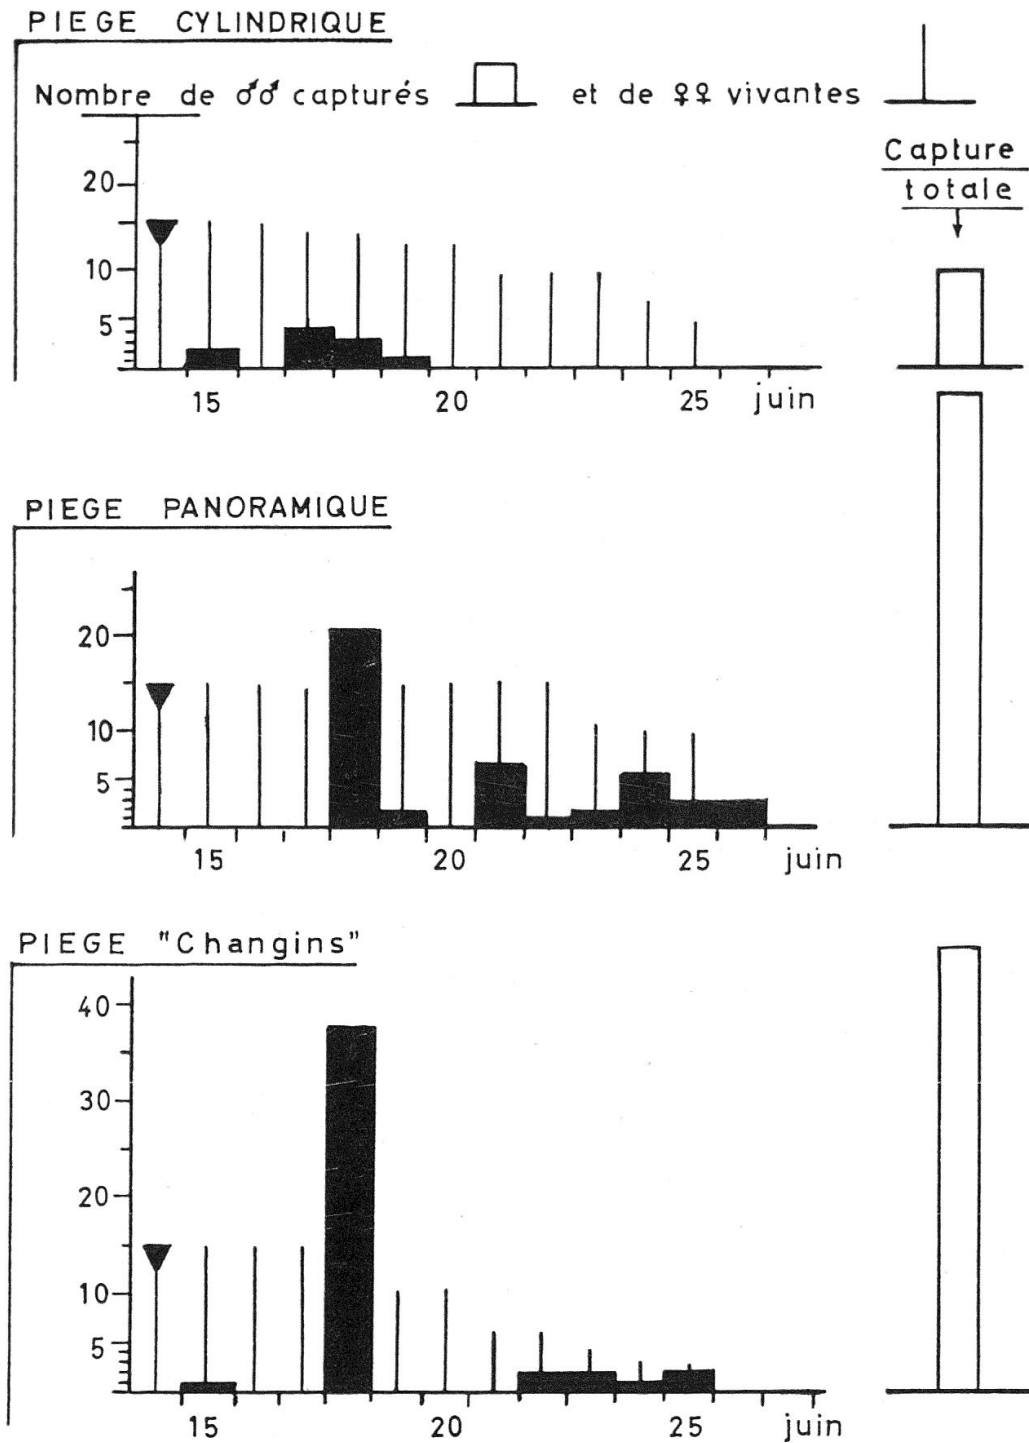 PIEGE CYLINDRIQUE
Nombre de ♂♂ capturés et de ♀♀ vivantes
Capture
totale
20
10
5
15 20 25 juin
PIEGE PANORAMIQUE
20
10
5
15 20 25 juin
PIEGE "Changins"
40
30
20
10
5
15 20 25 juin